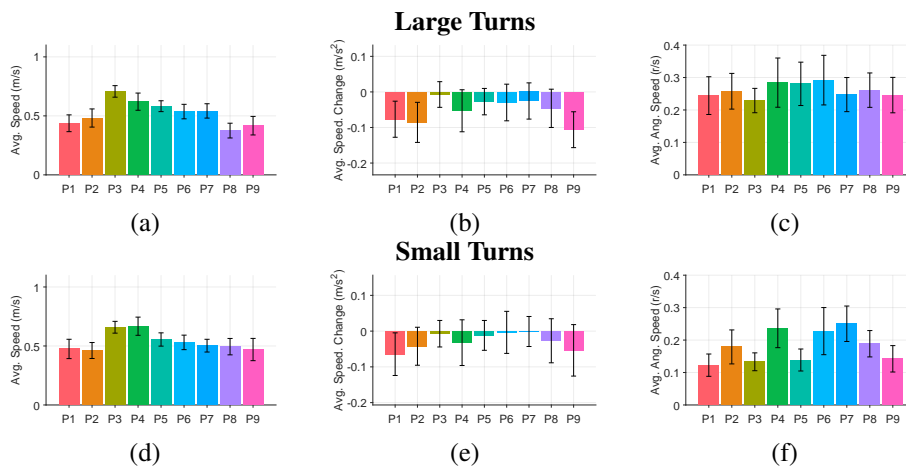 Large Turns
Avg. Speed (m/s)
1
0.5
0
P1 P2 P3 P4 P5 P6 P7 P8 P9
(a)
Avg. Speed. Change (m/s²)
0.1
0
-0.1
-0.2
P1 P2 P3 P4 P5 P6 P7 P8 P9
(b)
Avg. Ang. Speed (r/s)
0.4
0.3
0.2
0.1
0
P1 P2 P3 P4 P5 P6 P7 P8 P9
(c)
Small Turns
Avg. Speed (m/s)
1
0.5
0
P1 P2 P3 P4 P5 P6 P7 P8 P9
(d)
Avg. Speed. Change (m/s²)
0.1
0
-0.1
-0.2
P1 P2 P3 P4 P5 P6 P7 P8 P9
(e)
Avg. Ang. Speed (r/s)
0.4
0.3
0.2
0.1
0
P1 P2 P3 P4 P5 P6 P7 P8 P9
(f)